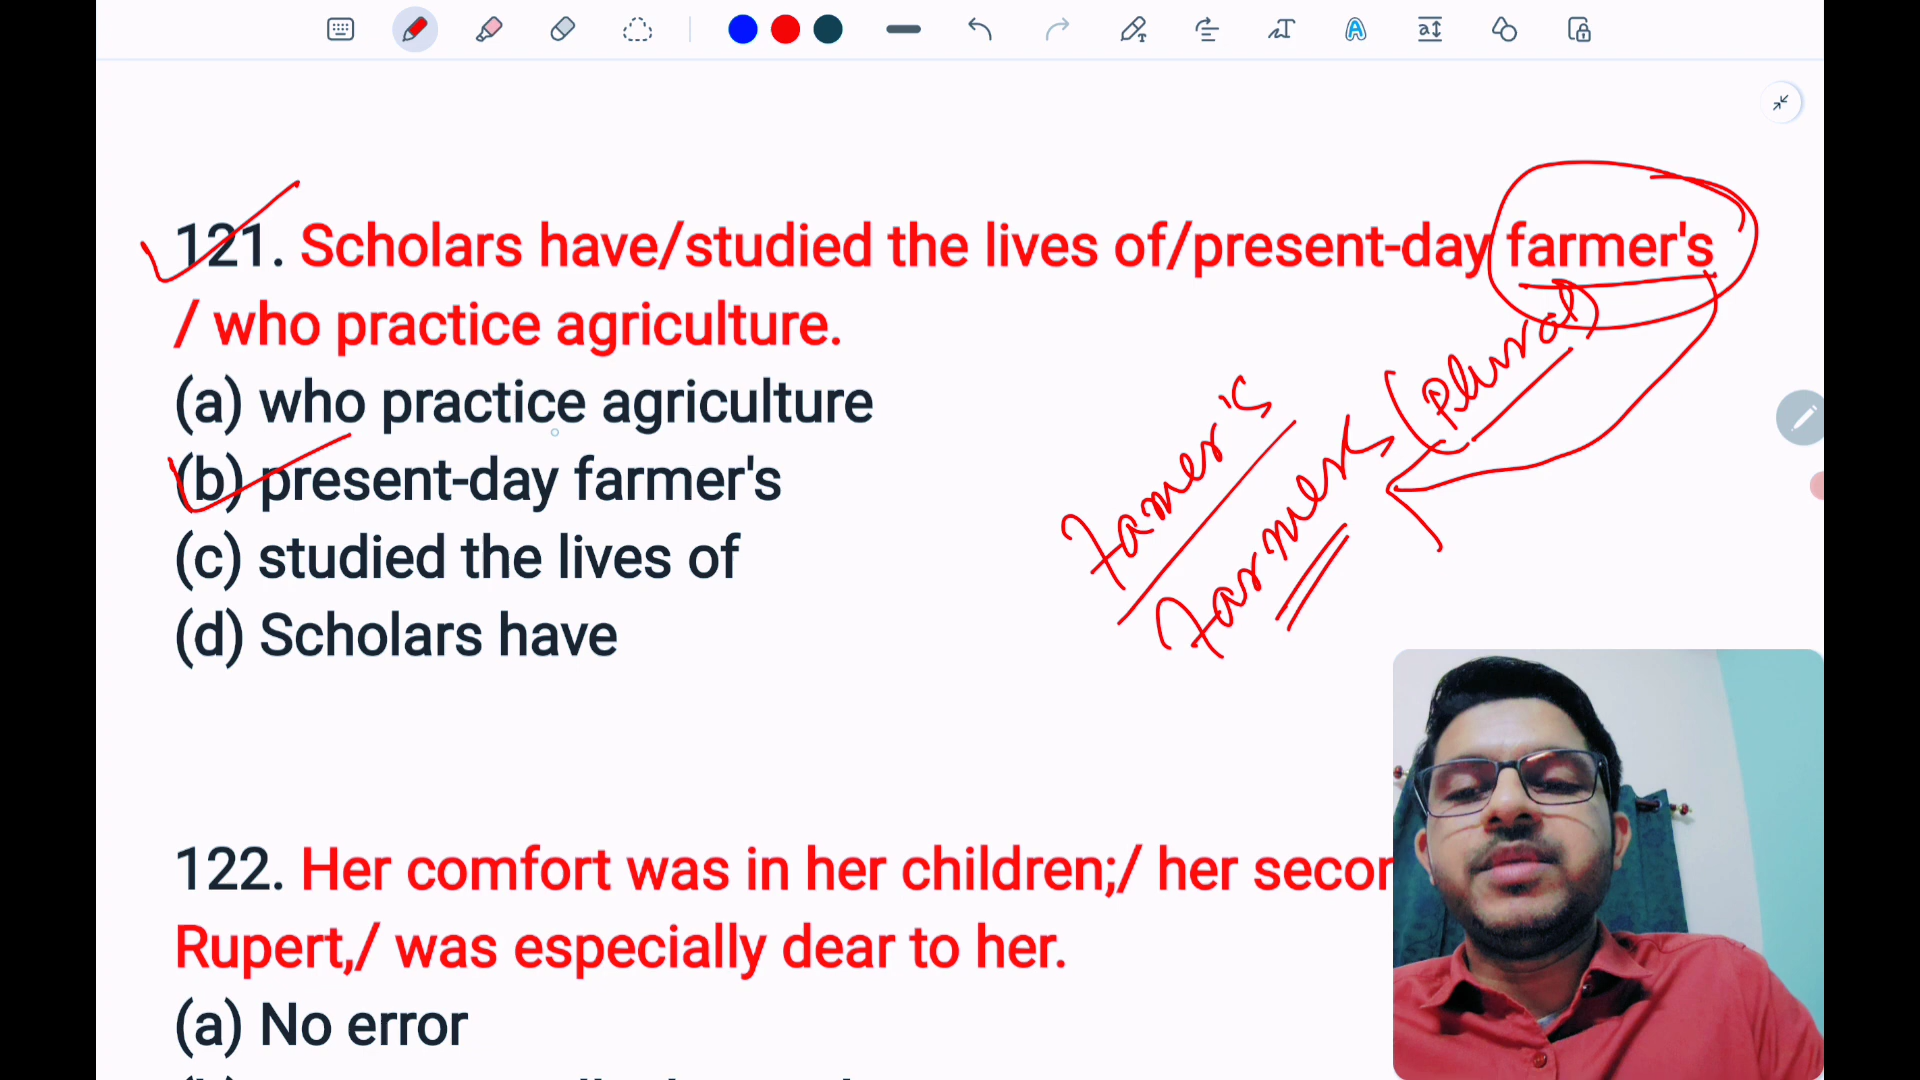 121. Scholars have/studied the lives of/present-day farmer's
/ who practice agriculture.
(a) who practice agriculture
(b) present-day farmer's
(c) studied the lives of
(d) Scholars have
Famer's
Farmers (Plural)
122. Her comfort was in her children;/ her
Rupert,/ was especially dear to her.
(a) No error